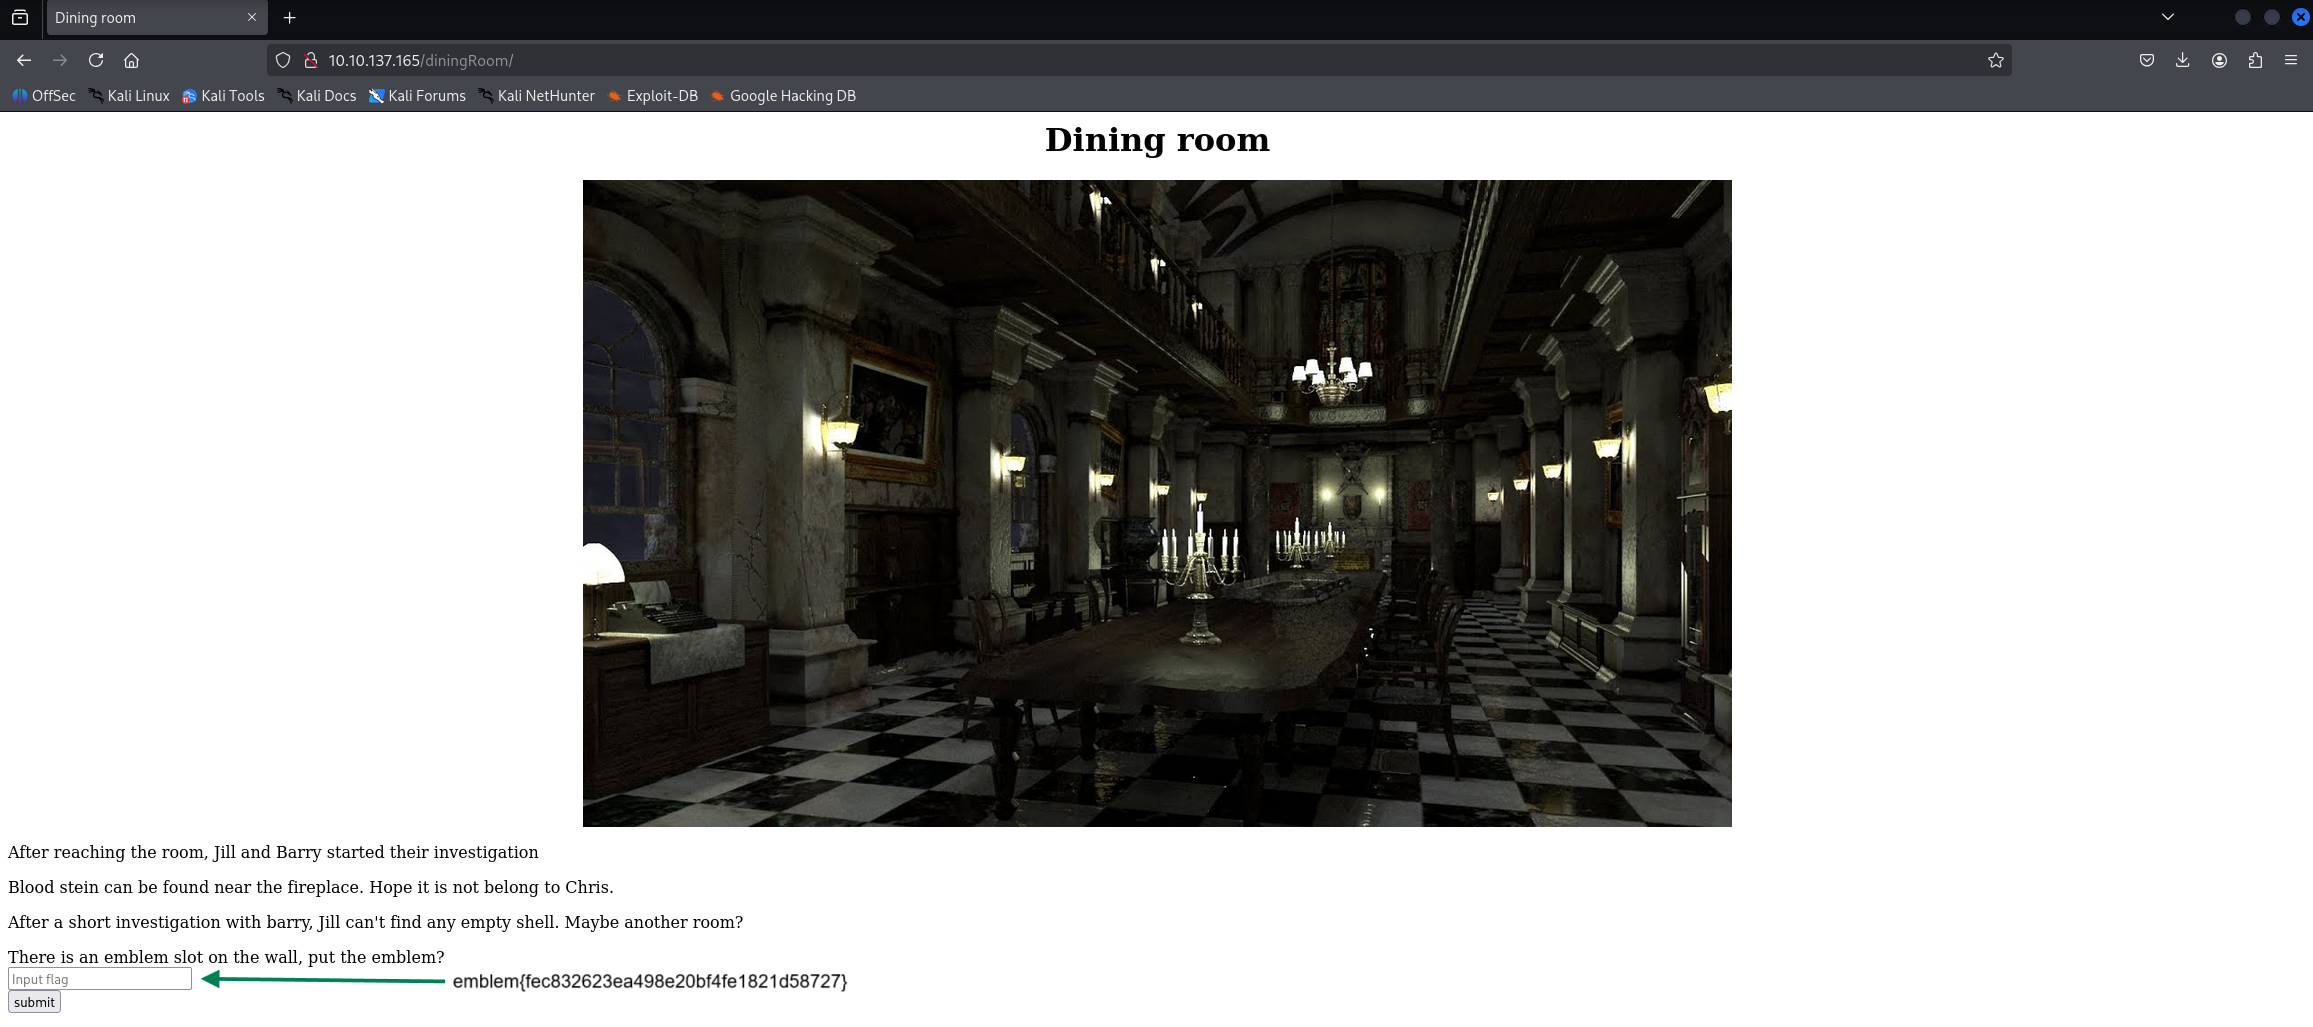 Dining room
10.10.137.165/diningRoom/
OffSec Kali Linux Kali Tools Kali Docs Kali Forums Kali NetHunter Exploit-DB Google Hacking DB
Dining room
After reaching the room, Jill and Barry started their investigation
Blood stein can be found near the fireplace. Hope it is not belong to Chris.
After a short investigation with barry, Jill can't find any empty shell. Maybe another room?
There is an emblem slot on the wall, put the emblem?
Input flag emblem{fec832623ea498e20bf4fe1821d58727}
submit